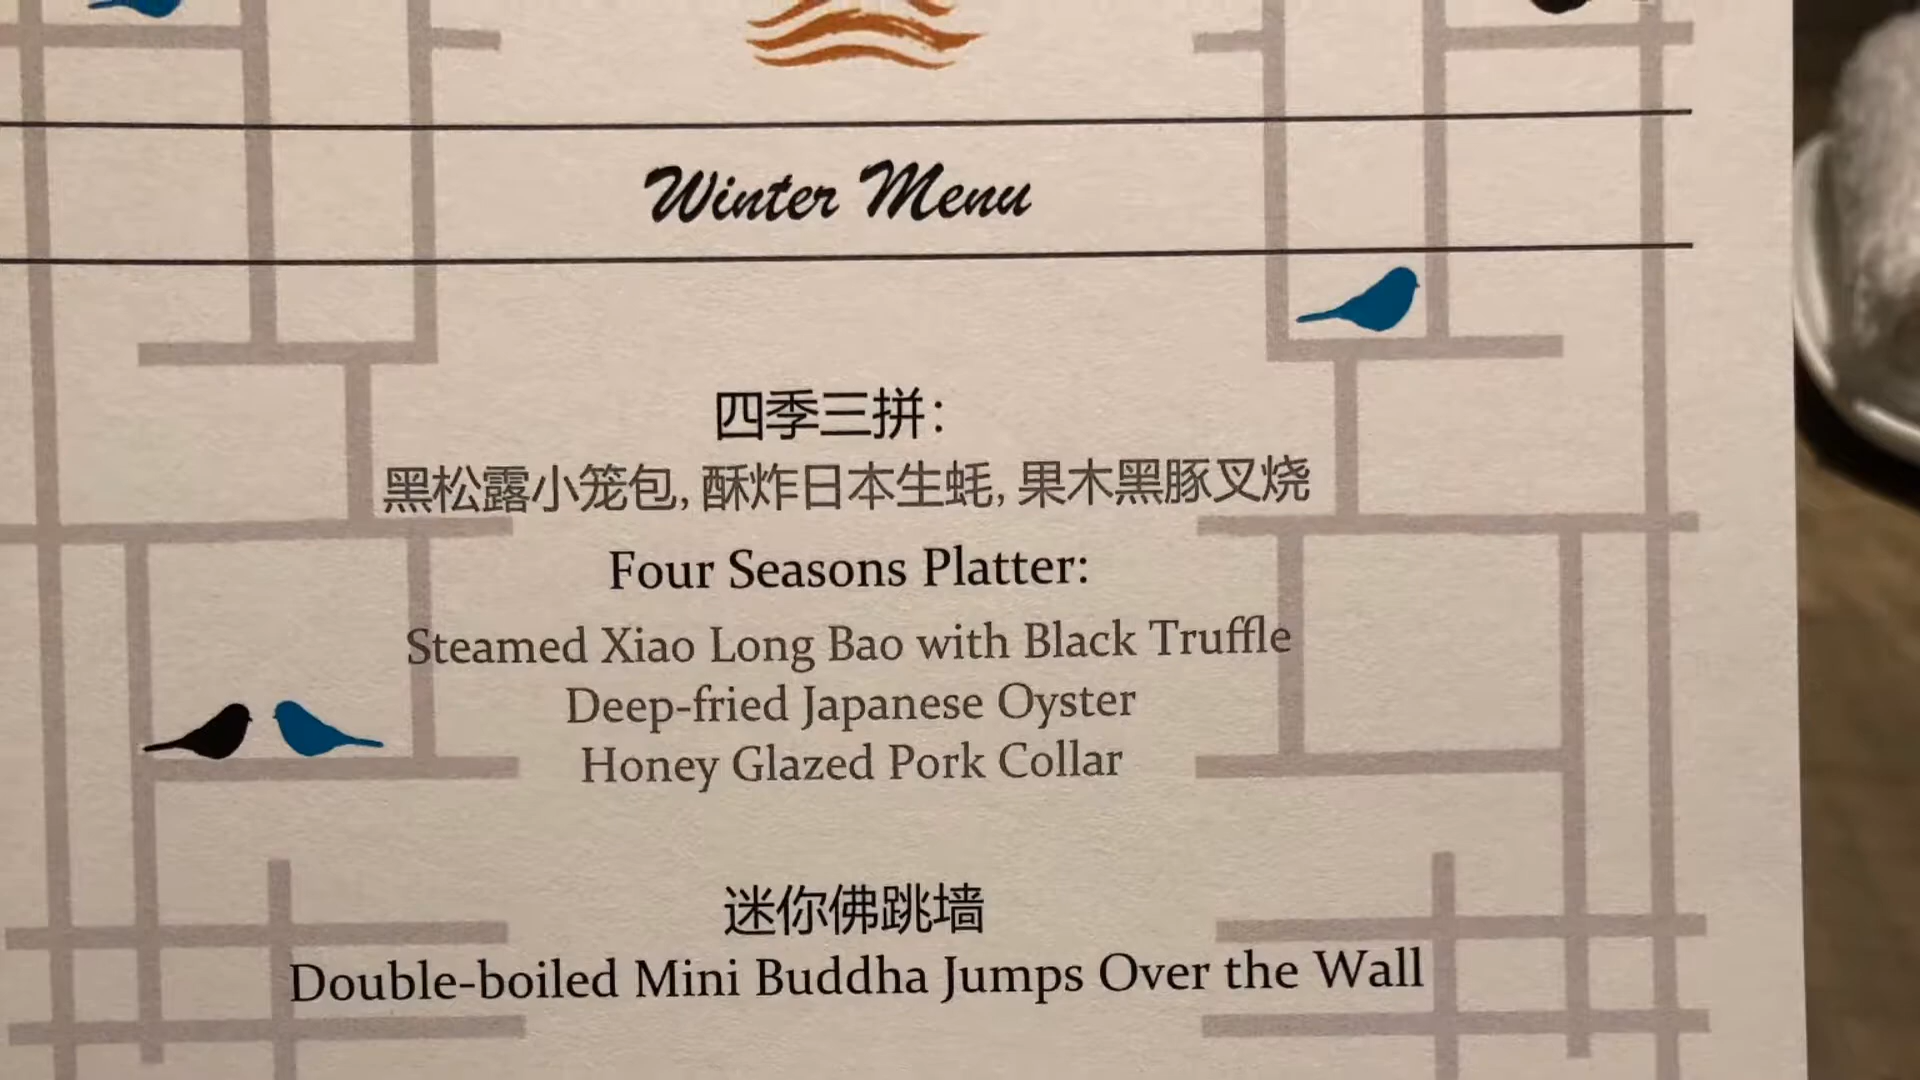 Winter Menu
四季三拼：
黑松露小笼包, 酥炸日本生蚝, 果木黑豚叉烧
Four Seasons Platter:
Steamed Xiao Long Bao with Black Truffle
Deep-fried Japanese Oyster
Honey Glazed Pork Collar
迷你佛跳墙
Double-boiled Mini Buddha Jumps Over the Wall